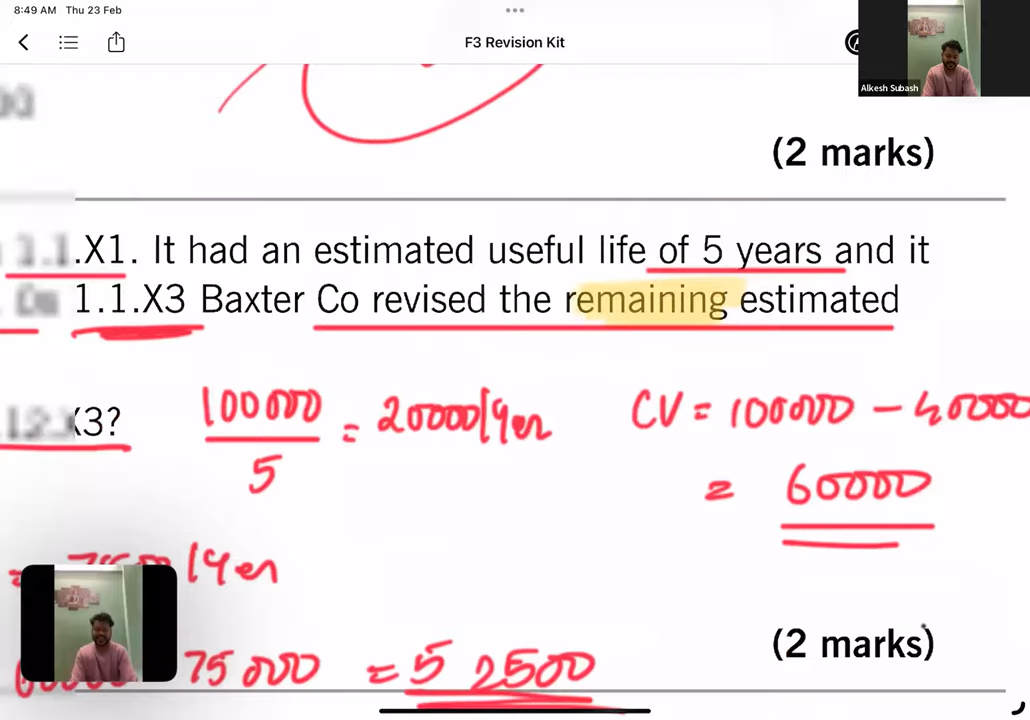 8:49 AM Thu 23 Feb
F3 Revision Kit
Alkesh Subash
(2 marks)
.X1. It had an estimated useful life of 5 years and it
1.1.X3 Baxter Co revised the remaining estimated
X3?
100000 / 5 = 20000/yer
CV = 100000 - 40000
= 60000
= /yer
(2 marks)
75000 = 52500